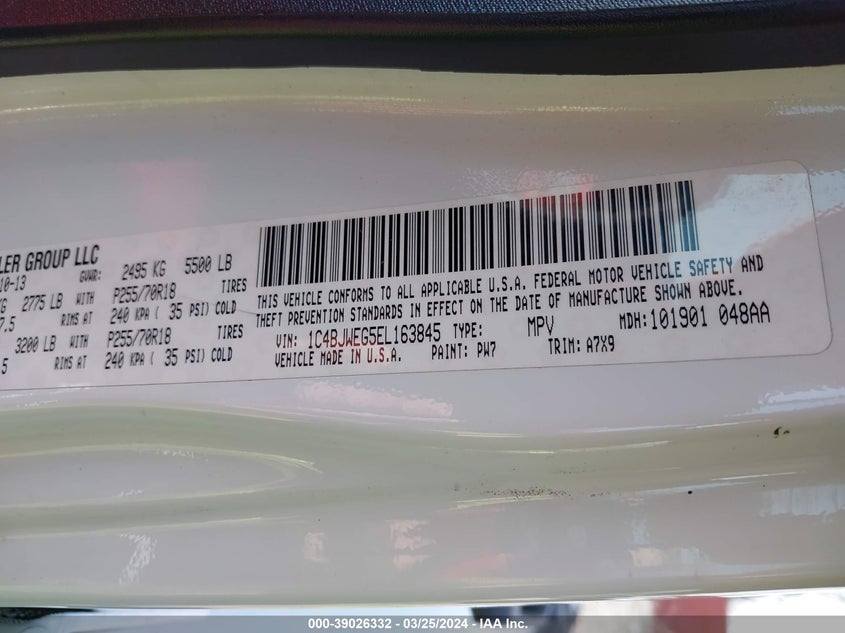 LER GROUP LLC
10-13 GVWR: 2495 KG 5500 LB
KG 2775 LB WITH P255/70R18 TIRES
7.5 RIMS AT 240 KPA ( 35 PSI) COLD
3200 LB WITH P255/70R18 TIRES
.5 RIMS AT 240 KPA ( 35 PSI) COLD
THIS VEHICLE CONFORMS TO ALL APPLICABLE U.S.A. FEDERAL MOTOR VEHICLE SAFETY AND
THEFT PREVENTION STANDARDS IN EFFECT ON THE DATE OF MANUFACTURE SHOWN ABOVE.
VIN: 1C4BJWEG5EL163845 TYPE: MPV MDH: 101901 048AA
VEHICLE MADE IN U.S.A. PAINT: PW7 TRIM: A7X9
000-39026332 - 03/25/2024 - IAA Inc.